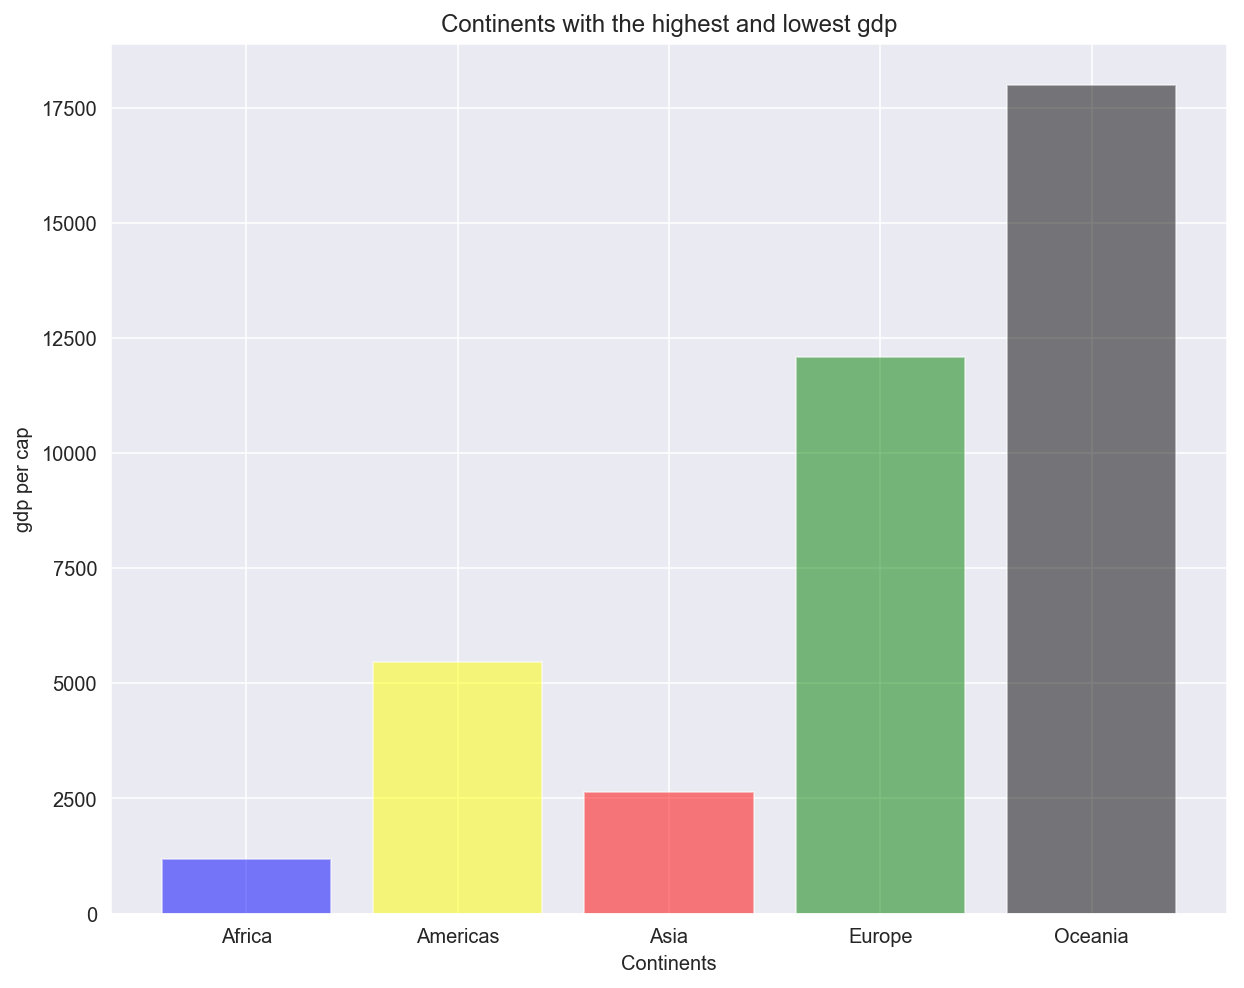 Continents with the highest and lowest gdp
17500
15000
12500
10000
7500
5000
2500
0
gdp per cap
Africa Americas Asia Europe Oceania
Continents